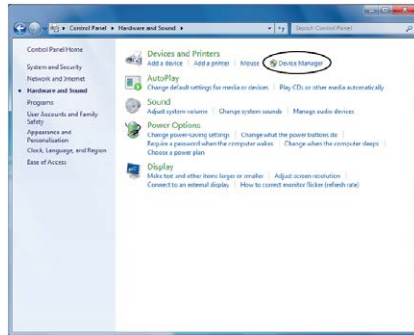 Control Panel ▸ Hardware and Sound ▸
Search Control Panel
Control Panel Home
System and Security
Network and Internet
Hardware and Sound
Programs
User Accounts and Family
Safety
Appearance and
Personalization
Clock, Language, and Region
Ease of Access
Devices and Printers
Add a device | Add a printer | Mouse | Device Manager
AutoPlay
Change default settings for media or devices | Play CDs or other media automatically
Sound
Adjust system volume | Change system sounds | Manage audio devices
Power Options
Change power-saving settings | Change what the power buttons do
Require a password when the computer wakes | Change when the computer sleeps
Choose a power plan
Display
Make text and other items larger or smaller | Adjust screen resolution
Connect to an external display | How to correct monitor flicker (refresh rate)